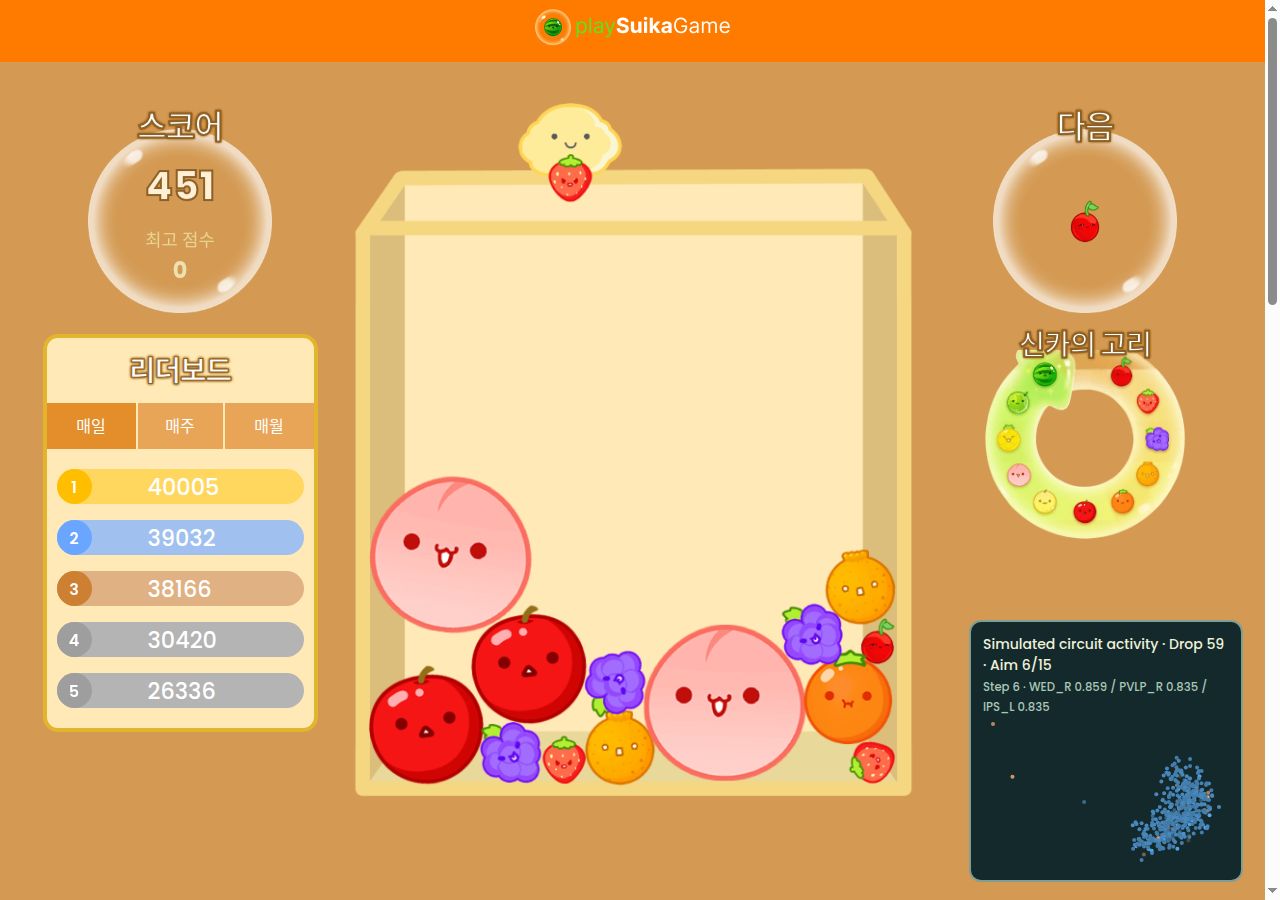 playSuikaGame
스코어
451
최고 점수
0
다음
신카의 고리
리더보드
매일 매주 매월
1 40005
2 39032
3 38166
4 30420
5 26336
Simulated circuit activity · Drop 59
· Aim 6/15
Step 6 · WED_R 0.859 / PVLP_R 0.835 /
IPS_L 0.835